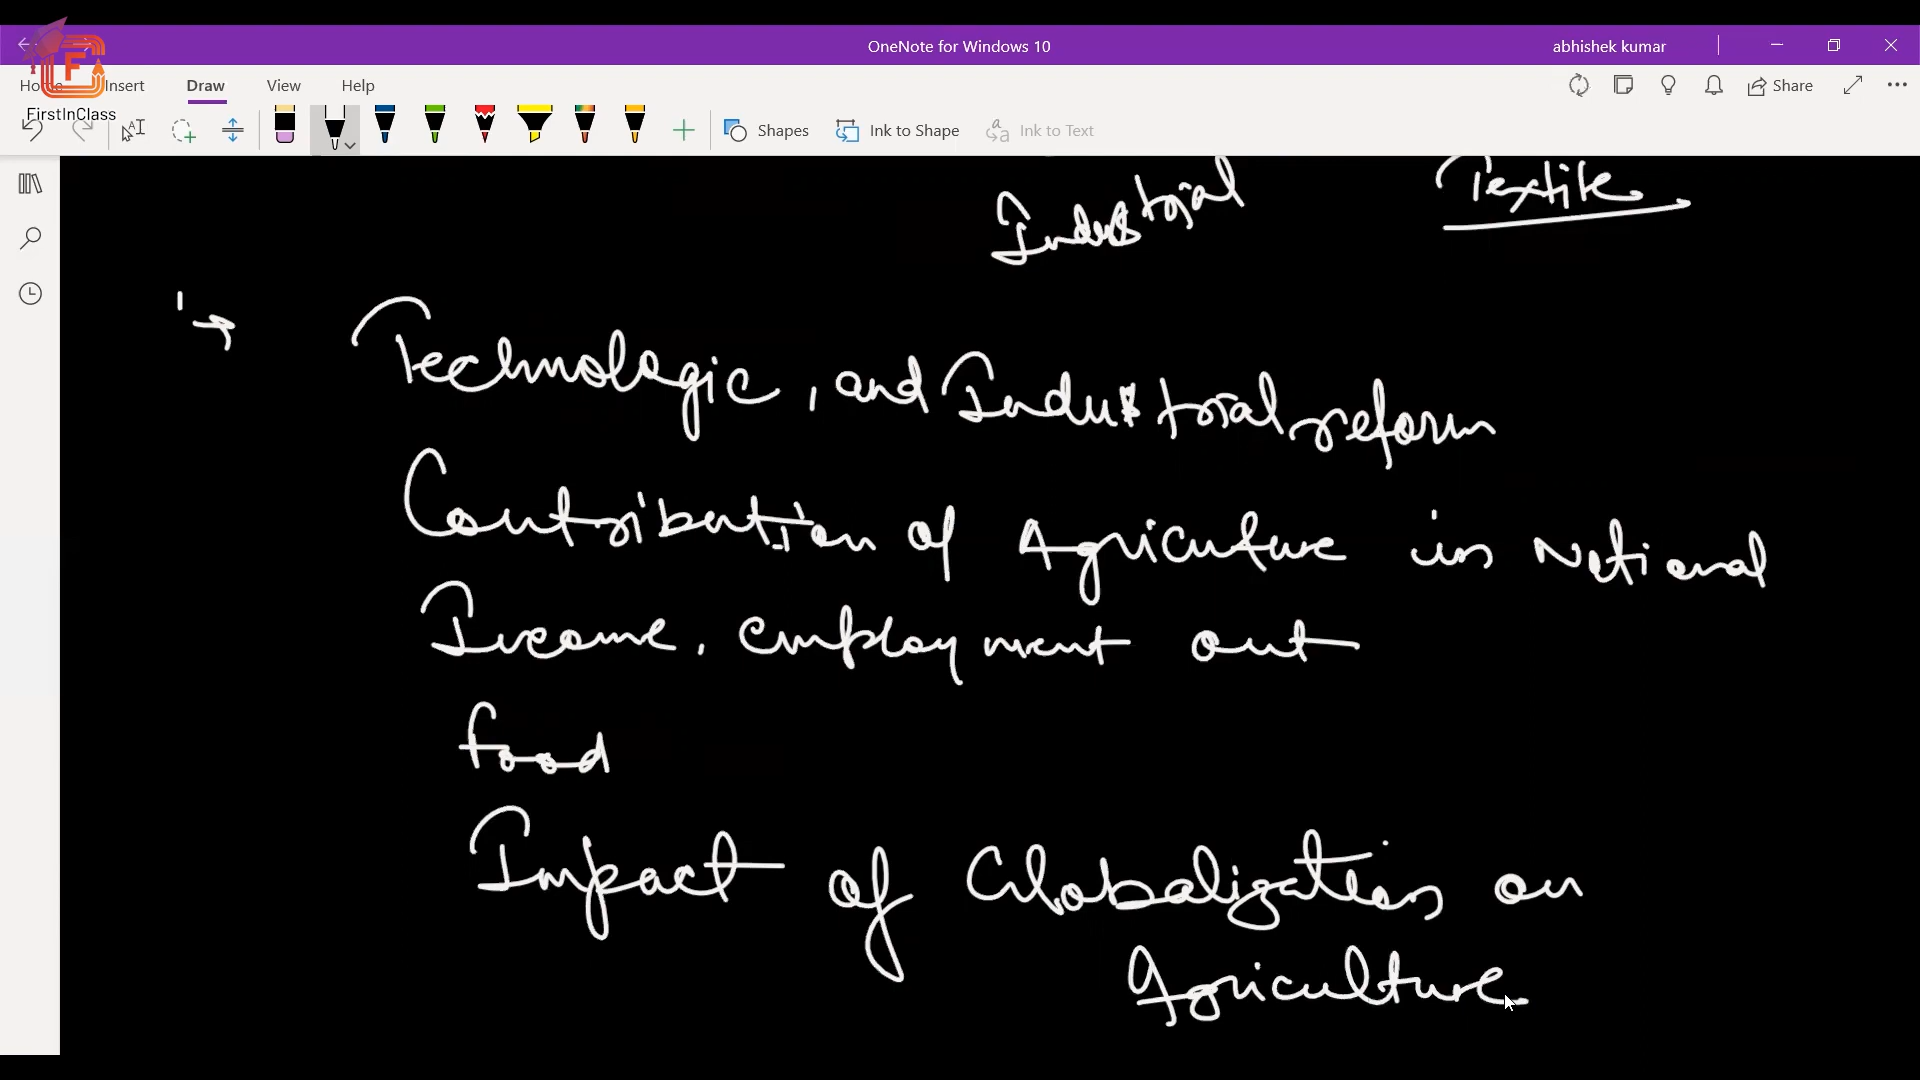 OneNote for Windows 10
abhishek kumar
Home Insert Draw View Help
Share
FirstInClass
Shapes Ink to Shape Ink to Text
Industrial Textile
Technologic, and Industrial reform
Contribution of Agricuture in National
Income, employment out
food
Impact of Globalization on
Agriculture